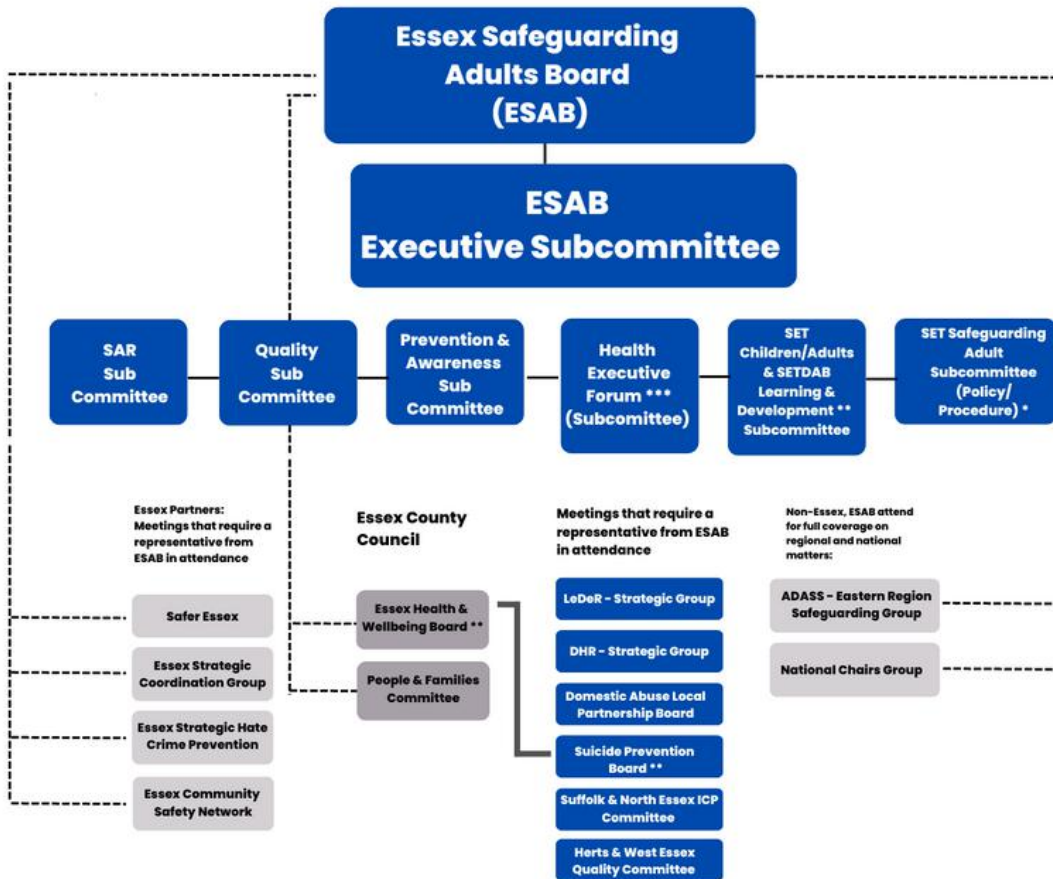 Essex Safeguarding
Adults Board
(ESAB)
ESAB
Executive Subcommittee
SAR
Sub
Committee
Quality
Sub
Committee
Prevention &
Awareness
Sub
Committee
Health
Executive
Forum ***
(Subcomittee)
SET
Children/Adults
& SETDAB
Learning &
Development **
Subcommittee
SET Safeguarding
Adult
Subcommittee
(Policy/
Procedure) *
Essex Partners:
Meetings that require a
representative from
ESAB in attendance
Safer Essex
Essex Strategic
Coordination Group
Essex Strategic Hate
Crime Prevention
Essex Community
Safety Network
Essex County
Council
Essex Health &
Wellbeing Board **
People & Families
Committee
Meetings that require a
representative from ESAB
in attendance
LeDeR - Strategic Group
DHR - Strategic Group
Domestic Abuse Local
Partnership Board
Suicide Prevention
Board **
Suffolk & North Essex ICP
Committee
Herts & West Essex
Quality Committee
Non-Essex, ESAB attend
for full coverage on
regional and national
matters:
ADASS - Eastern Region
Safeguarding Group
National Chairs Group